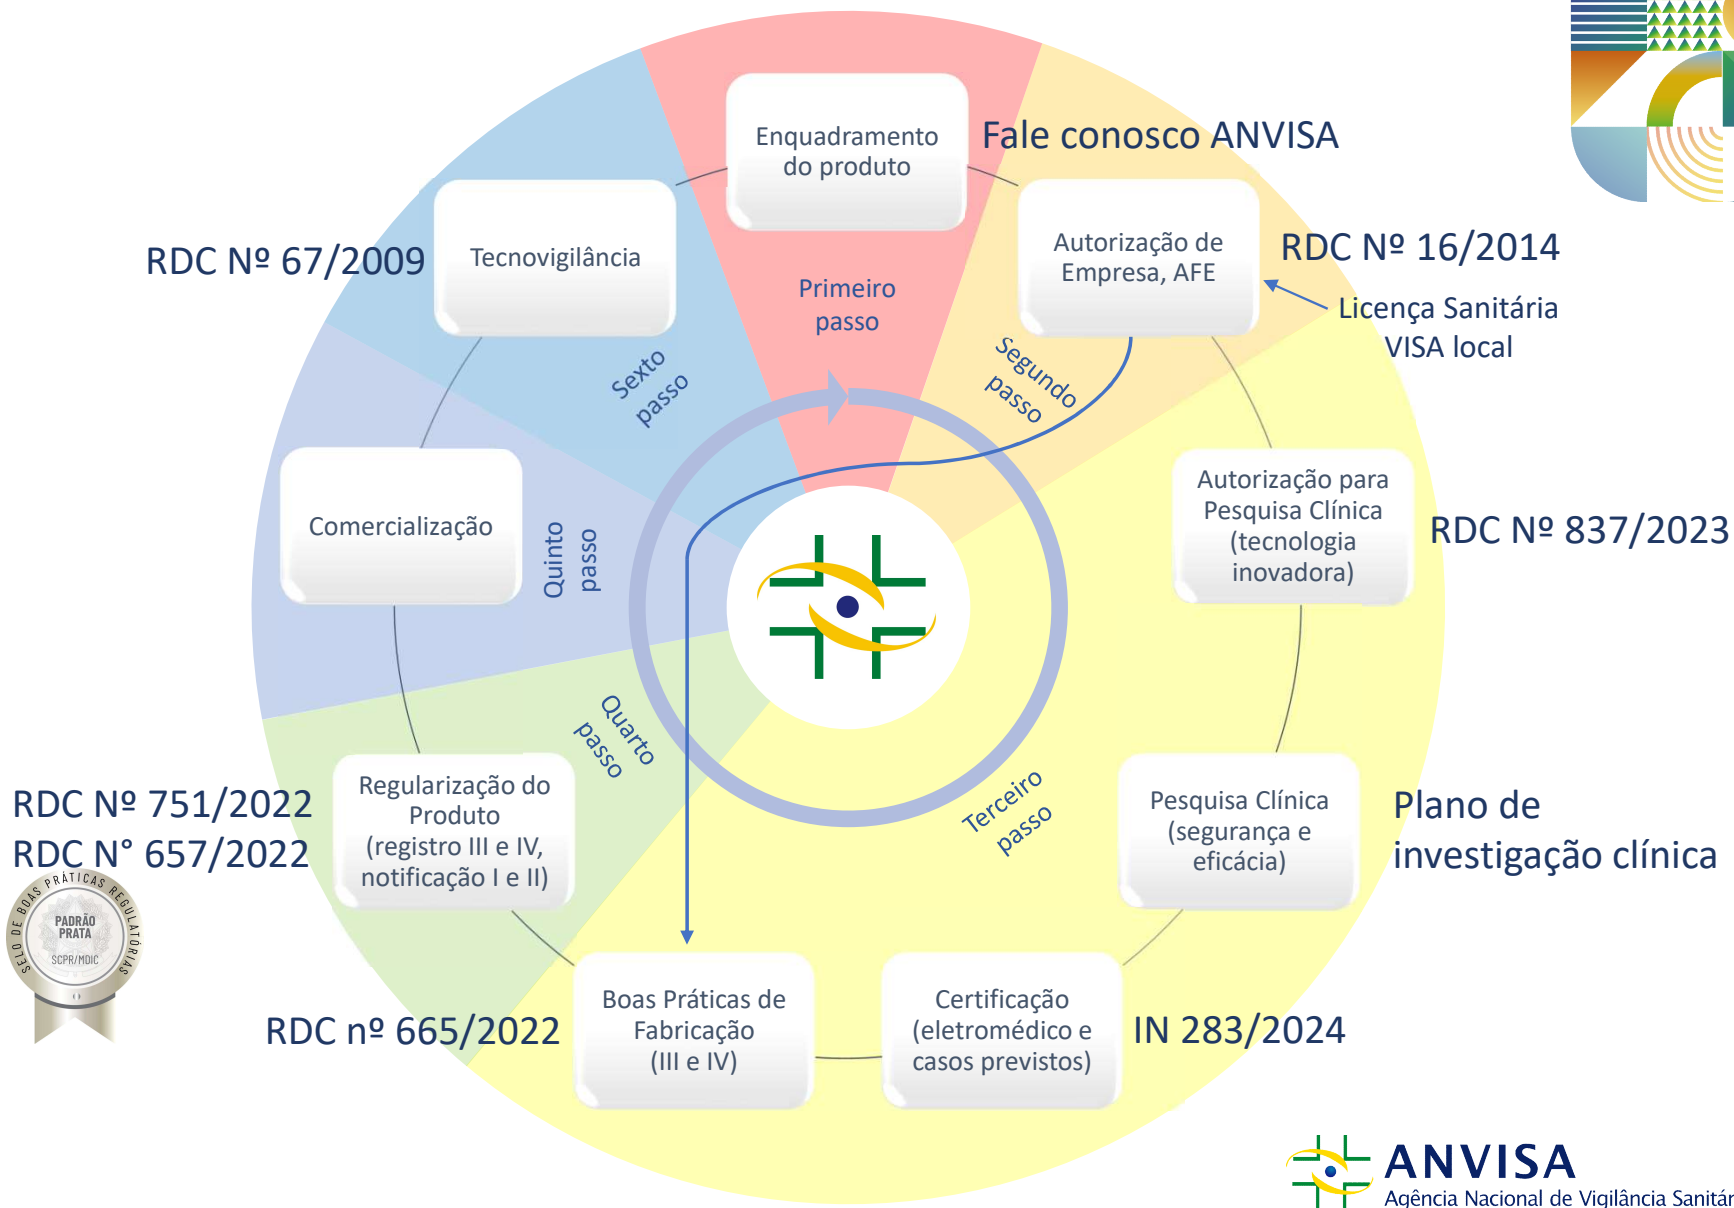 Enquadramento
do produto
Fale conosco ANVISA
Primeiro
passo
Autorização de
Empresa, AFE
RDC Nº 16/2014
Licença Sanitária
VISA local
Segundo
passo
Autorização para
Pesquisa Clínica
(tecnologia
inovadora)
RDC Nº 837/2023
Pesquisa Clínica
(segurança e
eficácia)
Plano de
investigação clínica
Terceiro
passo
Certificação
(eletromédico e
casos previstos)
IN 283/2024
Boas Práticas de
Fabricação
(III e IV)
RDC nº 665/2022
Regularização do
Produto
(registro III e IV,
notificação I e II)
RDC Nº 751/2022
RDC N° 657/2022
Quarto
passo
Comercialização
Quinto
passo
Tecnovigilância
RDC Nº 67/2009
Sexto
passo
SELO DE BOAS PRÁTICAS REGULATÓRIAS
PADRÃO
PRATA
SCPR/MDIC
ANVISA
Agência Nacional de Vigilância Sanitár